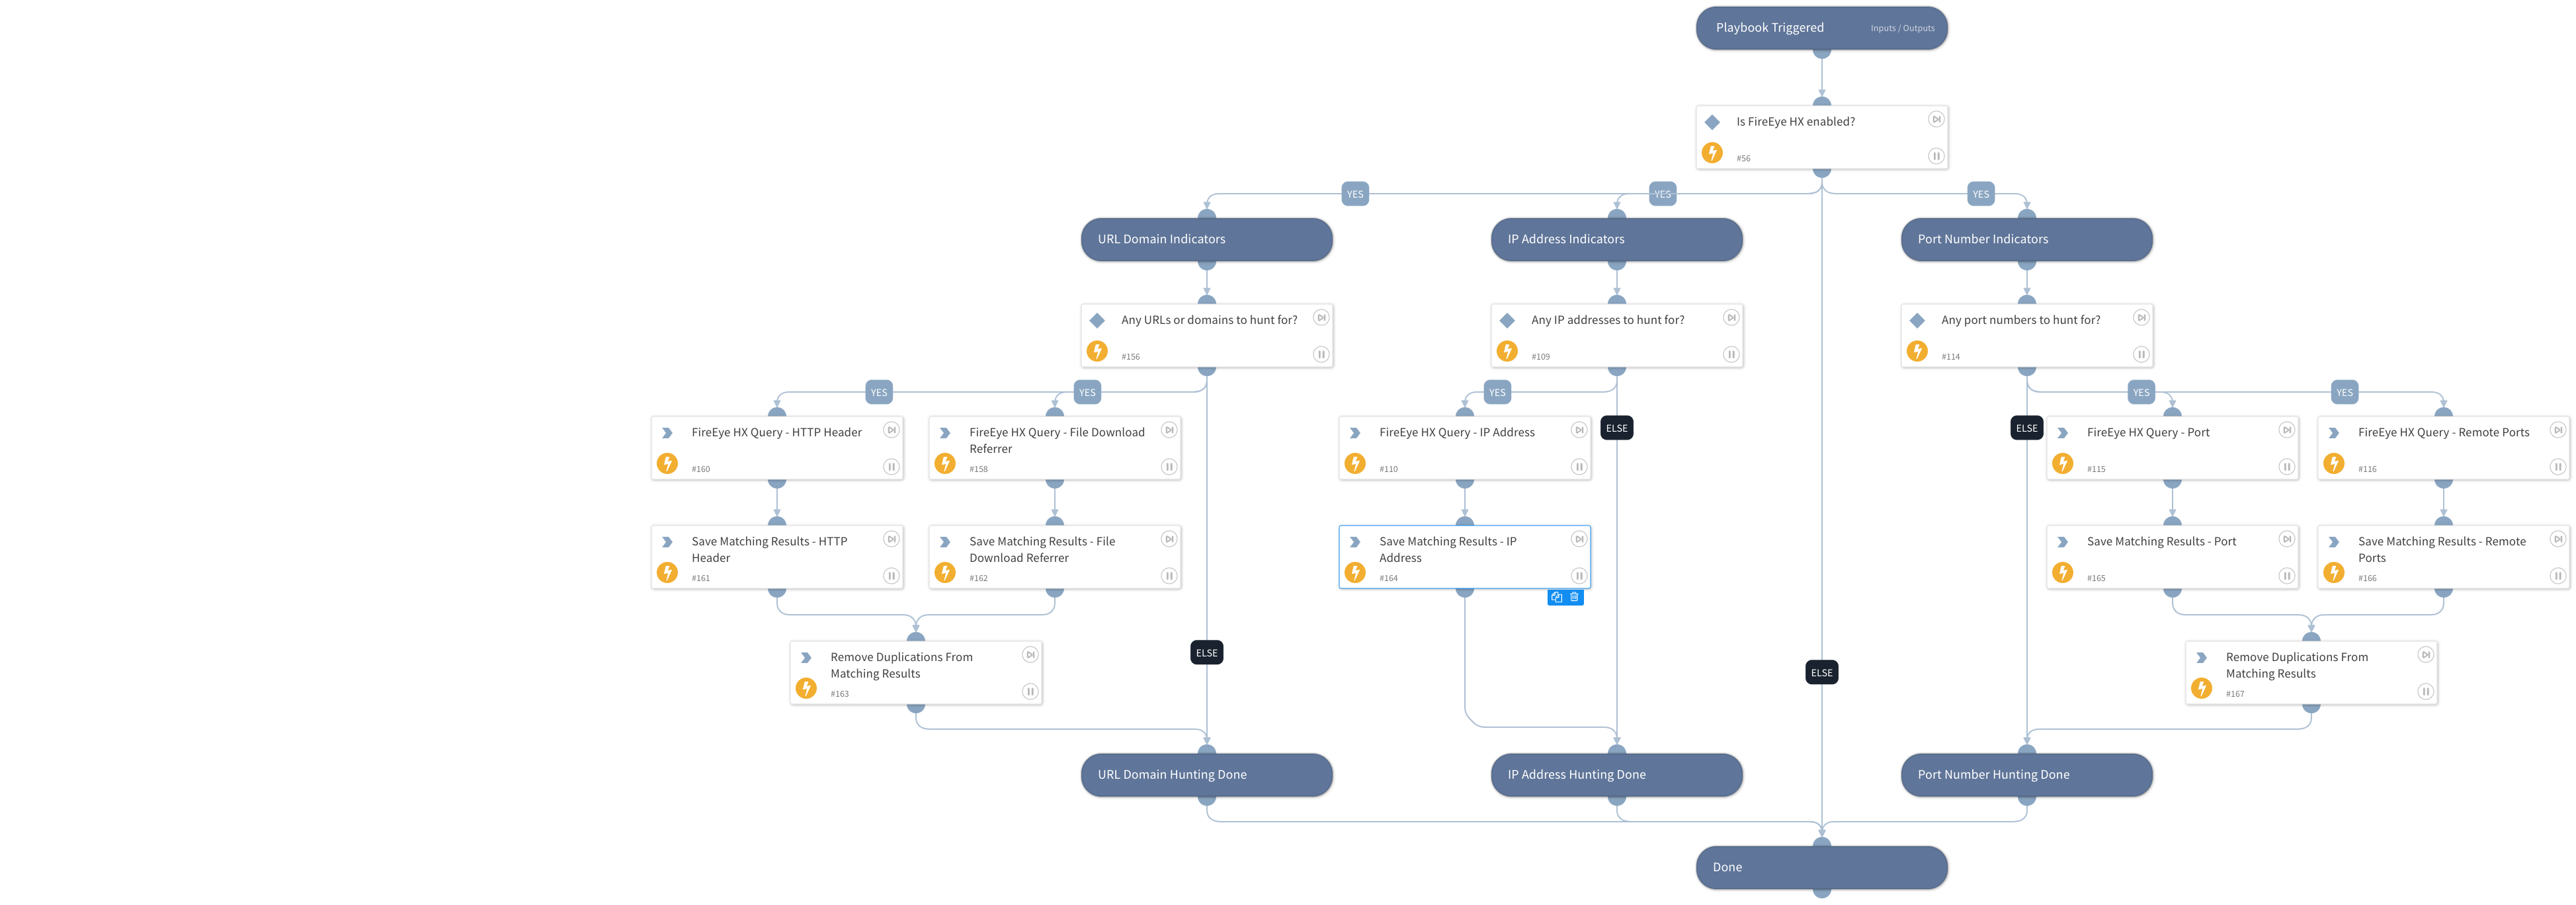 Playbook Triggered
Inputs / Outputs
Is FireEye HX enabled?
#56
YES
YES
YES
URL Domain Indicators
IP Address Indicators
Port Number Indicators
Any URLs or domains to hunt for?
#156
Any IP addresses to hunt for?
#109
Any port numbers to hunt for?
#114
YES
YES
YES
ELSE
ELSE
YES
YES
FireEye HX Query - HTTP Header
#160
FireEye HX Query - File Download
Referrer
#158
FireEye HX Query - IP Address
#110
FireEye HX Query - Port
#115
FireEye HX Query - Remote Ports
#116
Save Matching Results - HTTP
Header
#161
Save Matching Results - File
Download Referrer
#162
Save Matching Results - IP
Address
#164
Save Matching Results - Port
#165
Save Matching Results - Remote
Ports
#166
Remove Duplications From
Matching Results
#163
ELSE
ELSE
Remove Duplications From
Matching Results
#167
URL Domain Hunting Done
IP Address Hunting Done
Port Number Hunting Done
Done